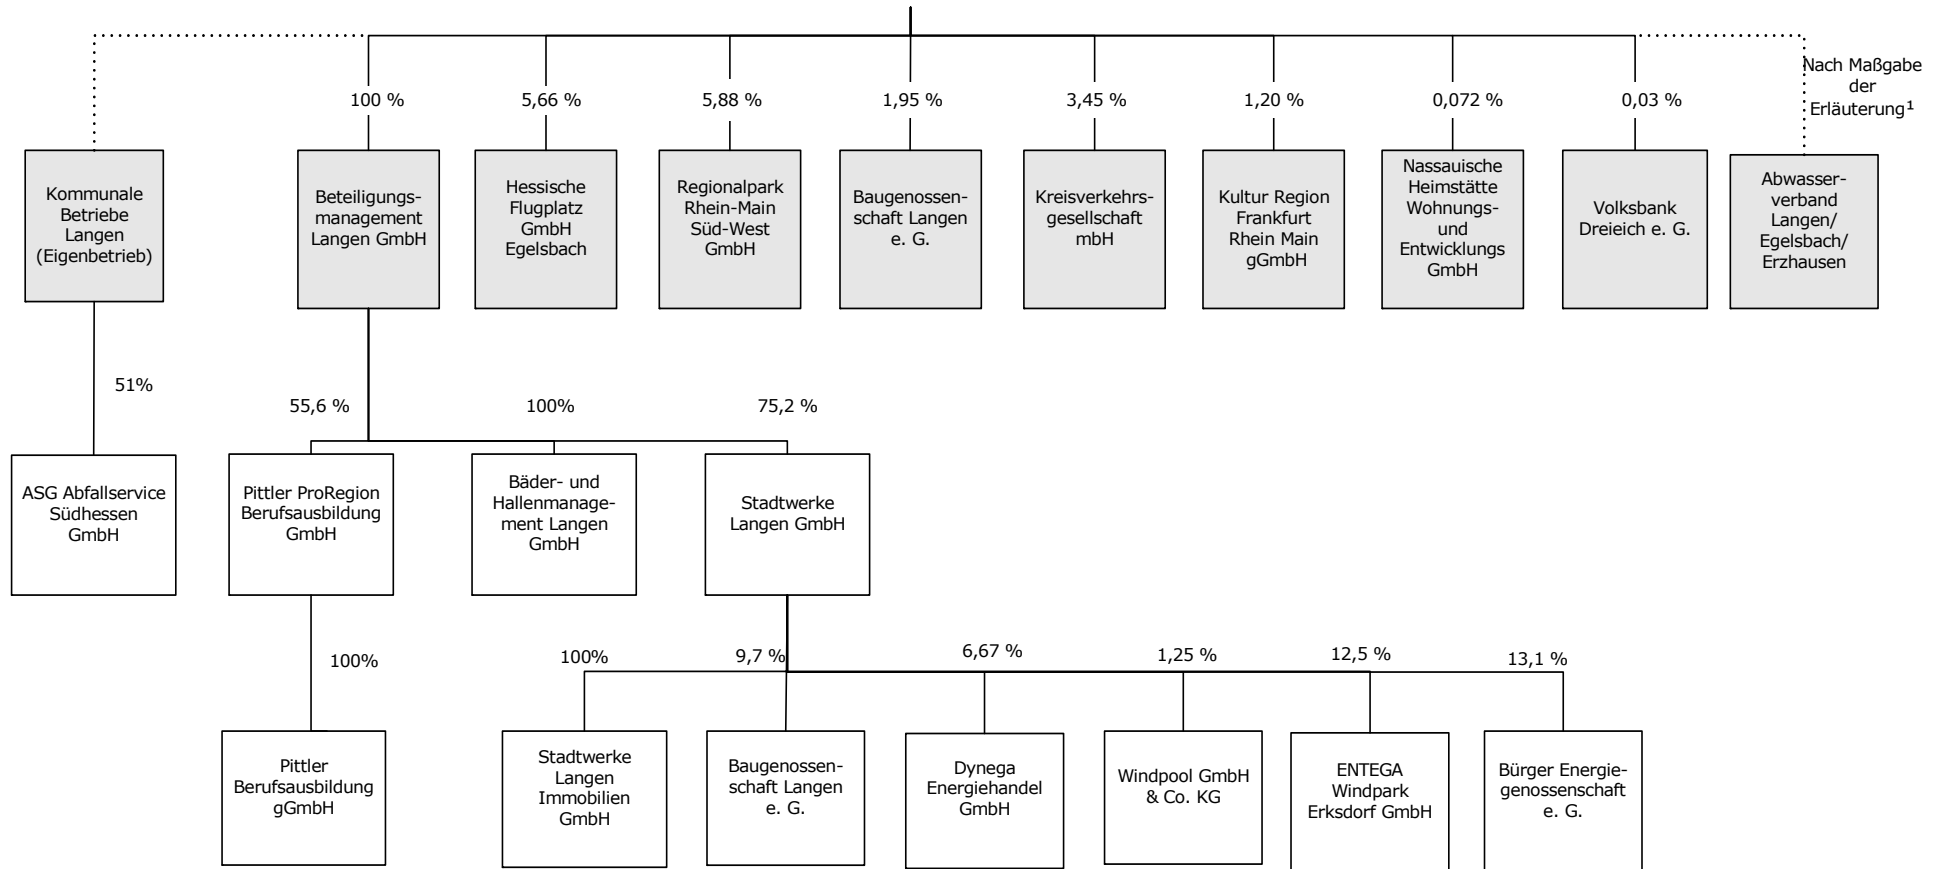 Nach Maßgabe
der
Erläuterung¹
100 %
5,66 %
5,88 %
1,95 %
3,45 %
1,20 %
0,072 %
0,03 %
Kommunale
Betriebe
Langen
(Eigenbetrieb)
Beteiligungs-
management
Langen GmbH
Hessische
Flugplatz
GmbH
Egelsbach
Regionalpark
Rhein-Main
Süd-West
GmbH
Baugenossen-
schaft Langen
e. G.
Kreisverkehrs-
gesellschaft
mbH
Kultur Region
Frankfurt
Rhein Main
gGmbH
Nassauische
Heimstätte
Wohnungs-
und
Entwicklungs
GmbH
Volksbank
Dreieich e. G.
Abwasser-
verband
Langen/
Egelsbach/
Erzhausen
51%
55,6 %
100%
75,2 %
ASG Abfallservice
Südhessen
GmbH
Pittler ProRegion
Berufsausbildung
GmbH
Bäder- und
Hallenmanage-
ment Langen
GmbH
Stadtwerke
Langen GmbH
100%
100%
9,7 %
6,67 %
1,25 %
12,5 %
13,1 %
Pittler
Berufsausbildung
gGmbH
Stadtwerke
Langen
Immobilien
GmbH
Baugenossen-
schaft Langen
e. G.
Dynega
Energiehandel
GmbH
Windpool GmbH
& Co. KG
ENTEGA
Windpark
Erksdorf GmbH
Bürger Energie-
genossenschaft
e. G.